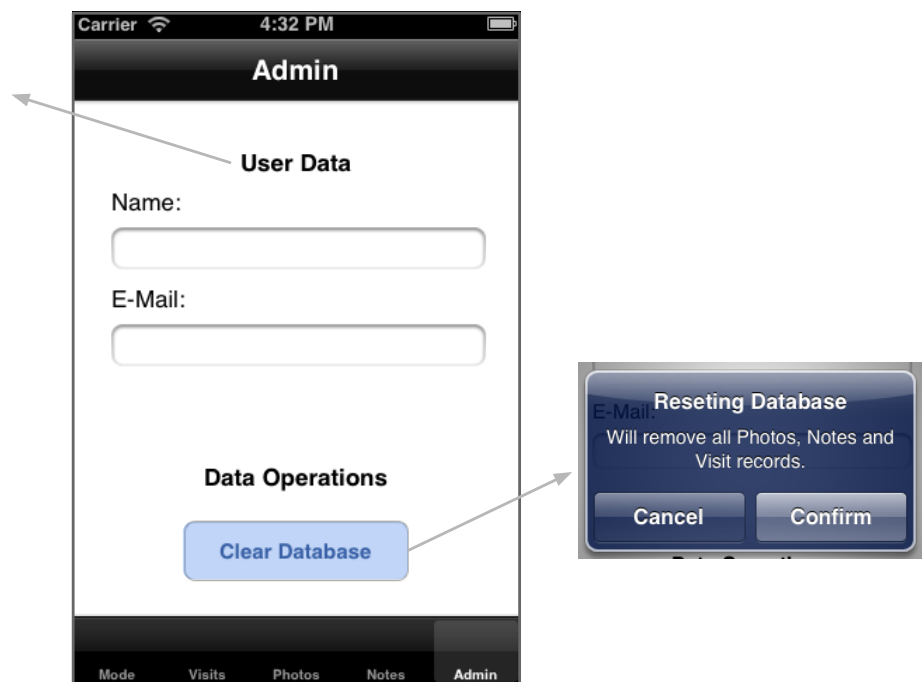 Carrier 4:32 PM
Admin
User Data
Name:
E-Mail:
Data Operations
Clear Database
Mode Visits Photos Notes Admin
E-Mail:
Reseting Database
Will remove all Photos, Notes and
Visit records.
Cancel Confirm